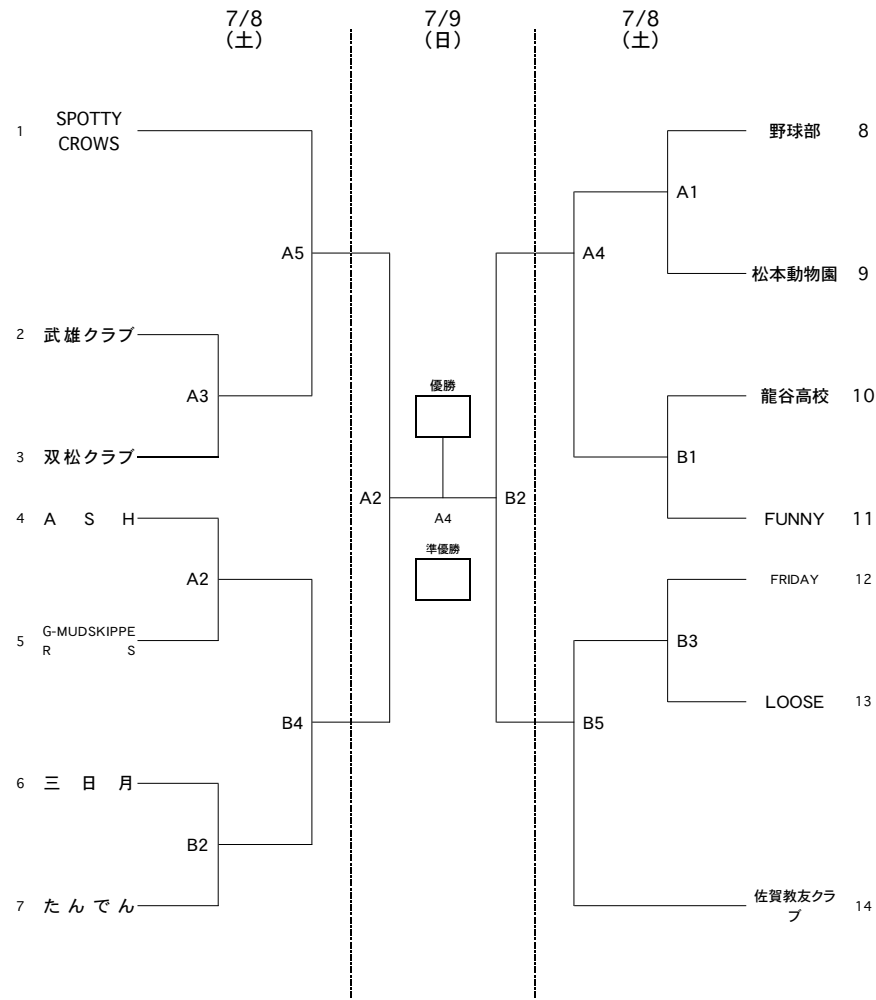 7/8 7/9 7/8
(土) (日) (土)
1 SPOTTY
CROWS
野球部 8
A1
A5
A4
松本動物園 9
2 武雄クラブ
優勝
A3
龍谷高校 10
3 双松クラブ
B1
A2
B2
4 A S H
A4
FUNNY 11
準優勝
A2
FRIDAY 12
5 G-MUDSKIPPE
R S
B3
LOOSE 13
B4
B5
6 三日月
B2
7 たんでん
佐賀教友クラ
ブ 14